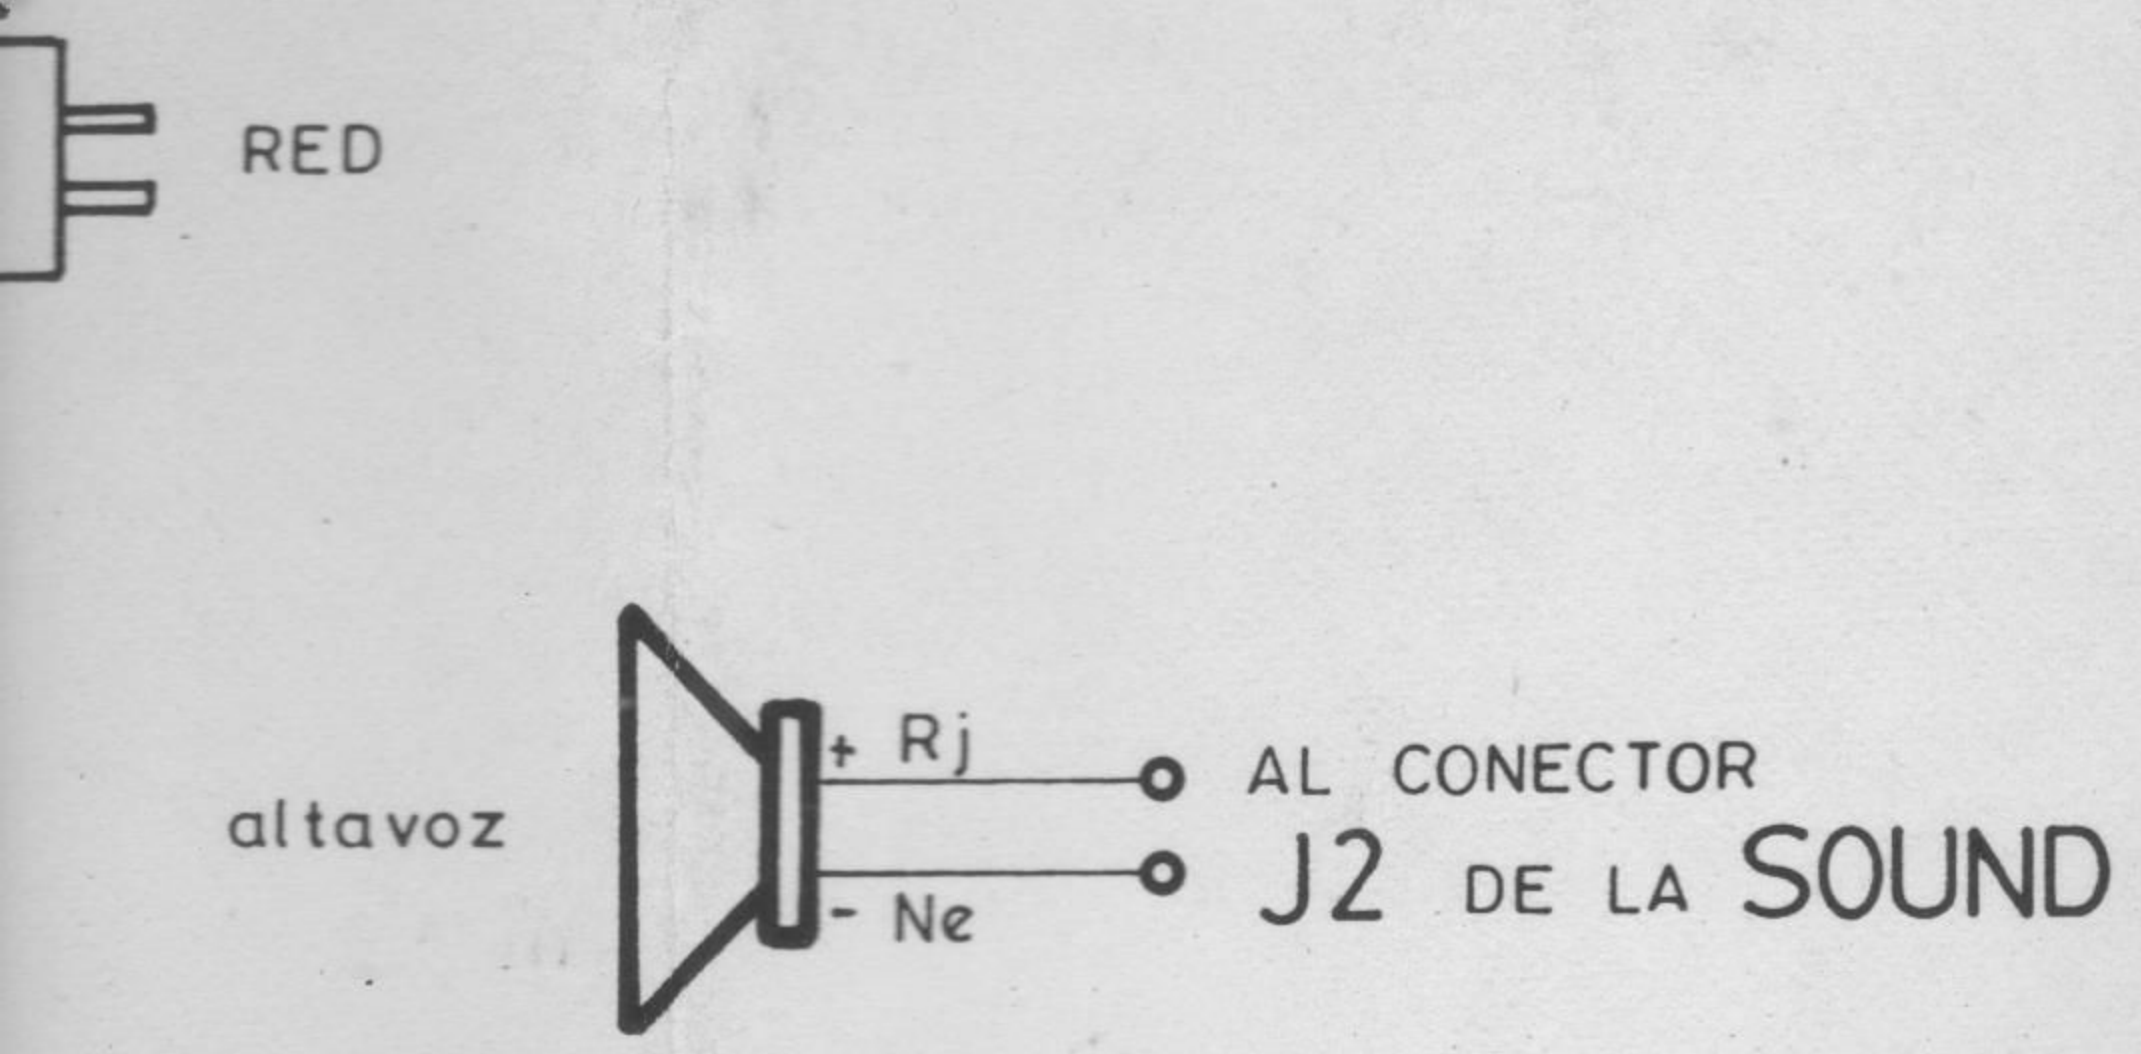 RED
+ Rj
AL CONECTOR
altavoz
J2 DE LA SOUND
- Ne